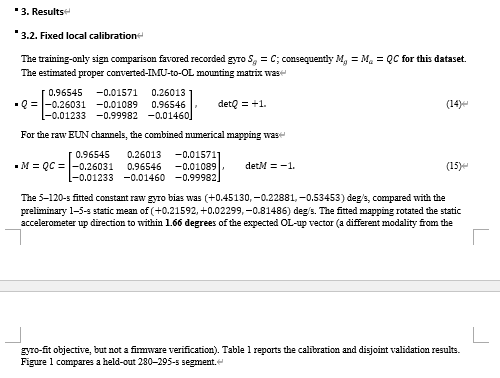 3. Results
3.2. Fixed local calibration
The training-only sign comparison favored recorded gyro S_g = C; consequently M_g = M_a = QC for this dataset.
The estimated proper converted-IMU-to-OL mounting matrix was
Q = [ 0.96545 −0.01571 0.26013
−0.26031 −0.01089 0.96546
−0.01233 −0.99982 −0.01460 ], detQ = +1. (14)
For the raw EUN channels, the combined numerical mapping was
M = QC = [ 0.96545 0.26013 −0.01571
−0.26031 0.96546 −0.01089
−0.01233 −0.01460 −0.99982 ], detM = −1. (15)
The 5–120-s fitted constant raw gyro bias was (+0.45130, −0.22881, −0.53453) deg/s, compared with the
preliminary 1–5-s static mean of (+0.21592, +0.02299, −0.81486) deg/s. The fitted mapping rotated the static
accelerometer up direction to within 1.66 degrees of the expected OL-up vector (a different modality from the
gyro-fit objective, but not a firmware verification). Table 1 reports the calibration and disjoint validation results.
Figure 1 compares a held-out 280–295-s segment.